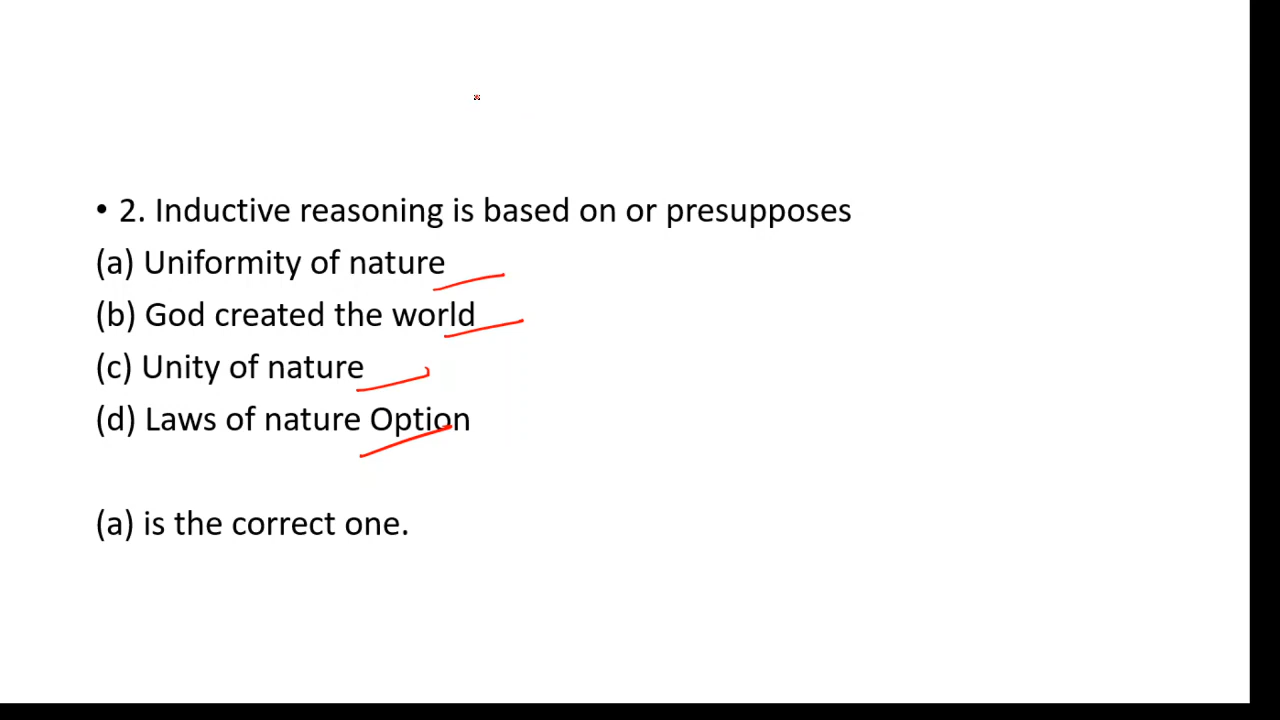 • 2. Inductive reasoning is based on or presupposes
(a) Uniformity of nature
(b) God created the world
(c) Unity of nature
(d) Laws of nature Option
(a) is the correct one.